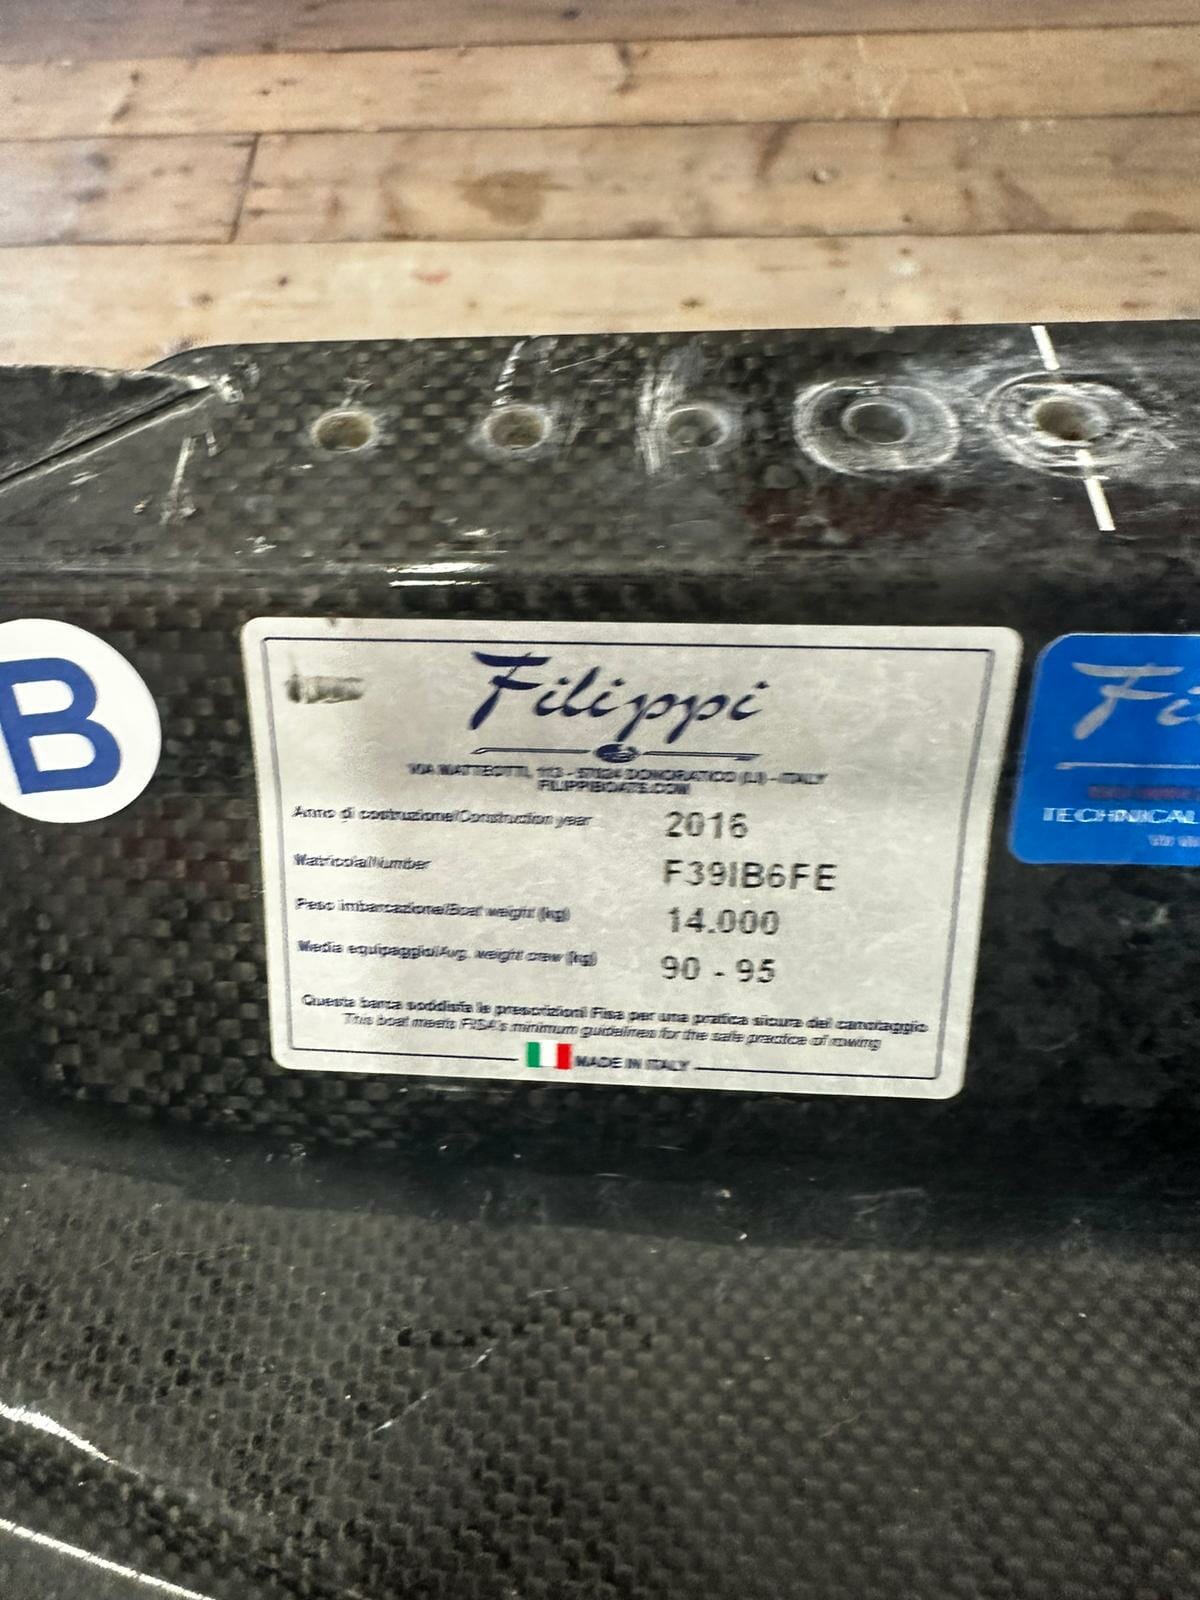 B
Filippi
VIA MATTEOTTI, 113 - 57024 DONORATICO (LI) - ITALY
FILIPPIBOATS.COM
Anno di costruzione/Construction year 2016
Matricola/Number F39IB6FE
Peso imbarcazione/Boat weight (kg) 14.000
Media equipaggio/Avg. weight crew (kg) 90 - 95
Questa barca soddisfa le prescrizioni Fisa per una pratica sicura del canottaggio
This boat meets FISA's minimum guidelines for the safe practice of rowing
MADE IN ITALY
Fi
TECHNICAL